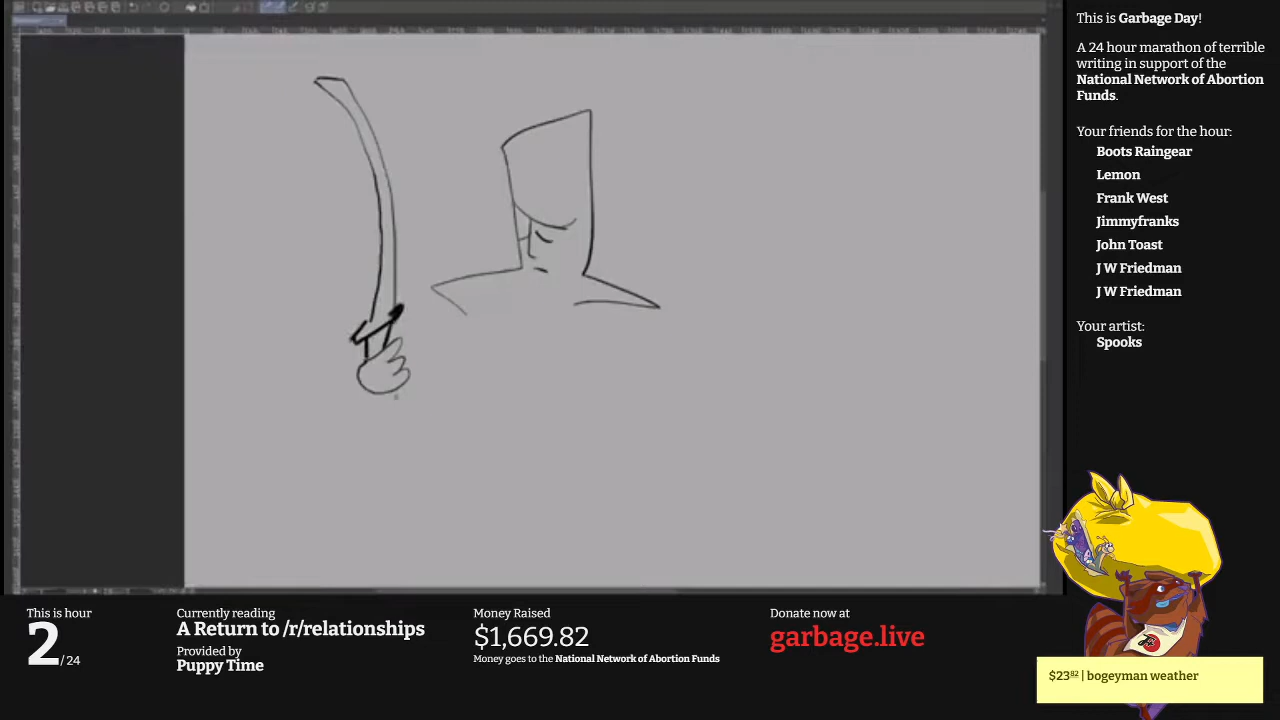 This is Garbage Day!
A 24 hour marathon of terrible
writing in support of the
National Network of Abortion
Funds.
Your friends for the hour:
Boots Raingear
Lemon
Frank West
Jimmyfranks
John Toast
J W Friedman
J W Friedman
Your artist:
Spooks
This is hour
2/24
Currently reading
A Return to /r/relationships
Provided by
Puppy Time
Money Raised
$1,669.82
Money goes to the National Network of Abortion Funds
Donate now at
garbage.live
$23.82 | bogeyman weather